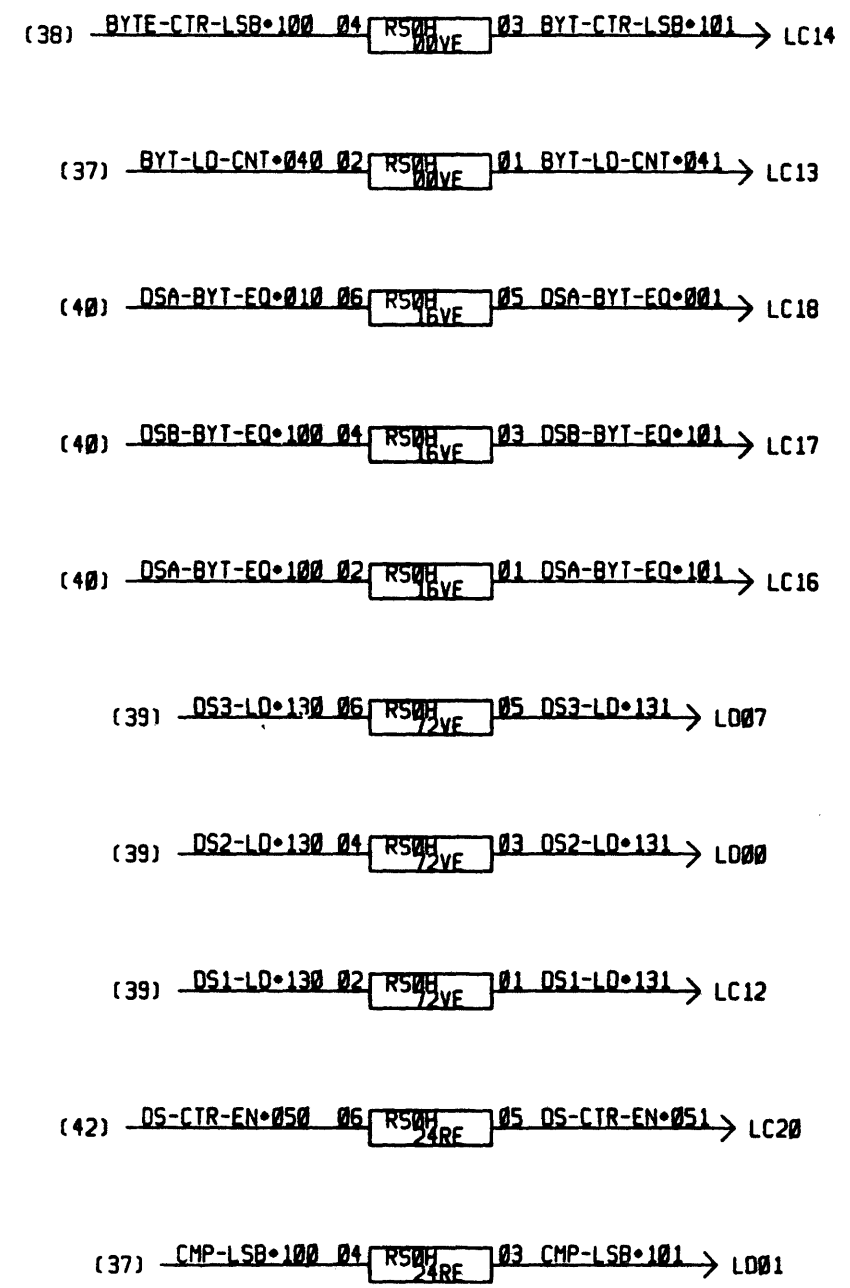 (38) BYTE-CTR-LSB•100 04 RS0H 03 BYT-CTR-LSB•101 LC14
00VE
(37) BYT-LD-CNT•040 02 RS0H 01 BYT-LD-CNT•041 LC13
00VE
(40) DSA-BYT-EQ•010 06 RS0H 05 DSA-BYT-EQ•001 LC18
16VE
(40) DSB-BYT-EQ•100 04 RS0H 03 DSB-BYT-EQ•101 LC17
16VE
(40) DSA-BYT-EQ•100 02 RS0H 01 DSA-BYT-EQ•101 LC16
16VE
(39) DS3-LD•130 06 RS0H 05 DS3-LD•131 LD07
72VE
(39) DS2-LD•130 04 RS0H 03 DS2-LD•131 LD00
72VE
(39) DS1-LD•130 02 RS0H 01 DS1-LD•131 LC12
72VE
(42) DS-CTR-EN•050 06 RS0H 05 DS-CTR-EN•051 LC20
24RE
(37) CMP-LSB•100 04 RS0H 03 CMP-LSB•101 LD01
24RE